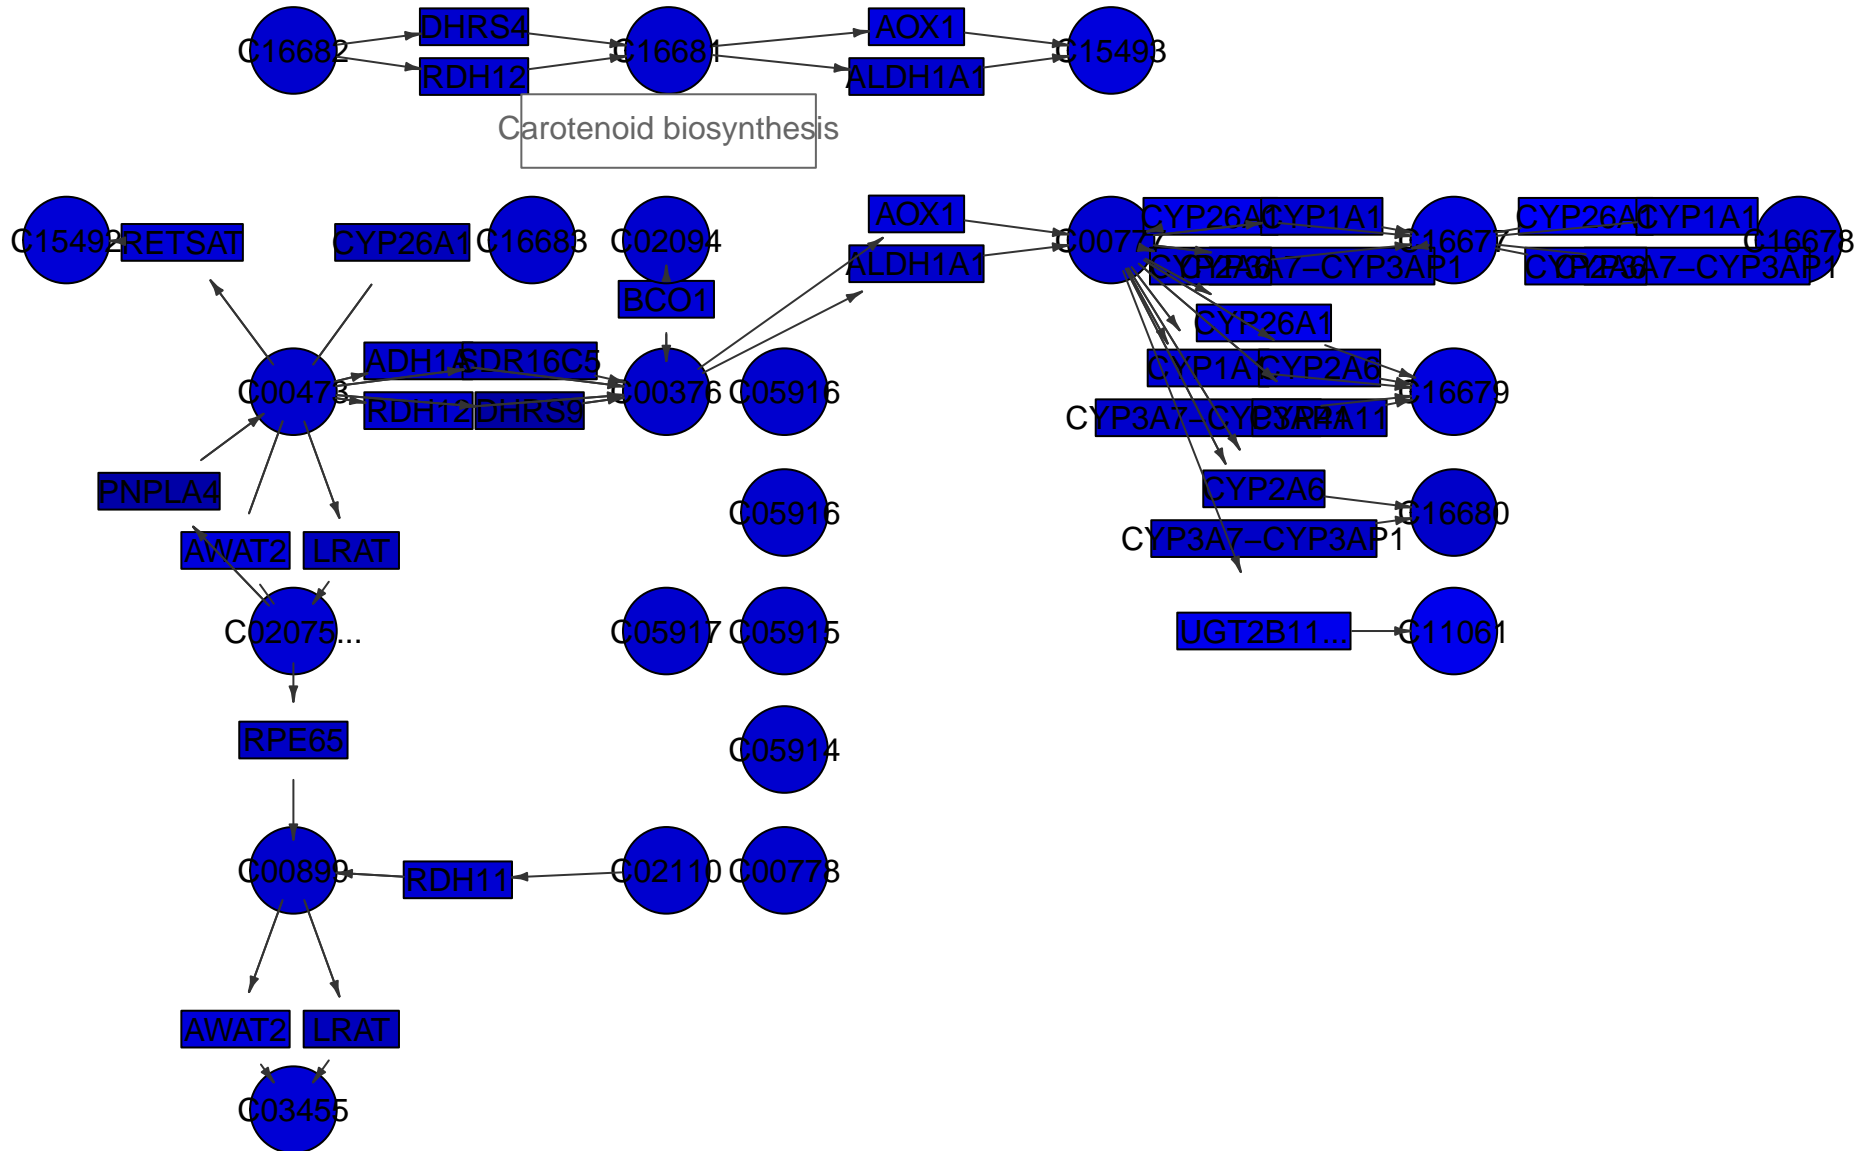 DHRS4
AOX1
C16682
C16681
C15493
RDH12
ALDH1A1
Carotenoid biosynthesis
AOX1
CYP26A1
CYP1A1
CYP26A1
CYP1A1
C15492
RETSAT
CYP26A1
C16683
C02094
C00777
C16677
C16678
ALDH1A1
CYP2A6
CYP3A7-CYP3AP1
CYP2A6
CYP3A7-CYP3AP1
BCO1
CYP26A1
ADH1A
SDR16C5
CYP1A1
CYP2A6
C00473
C00376
C05916
C16679
RDH12
DHRS9
CYP3A7-CYP3AP1
CYP4A11
PNPLA4
CYP2A6
C05916
C16680
CYP3A7-CYP3AP1
AWAT2
LRAT
C02075...
C05917
C05915
UGT2B11...
C11061
RPE65
C05914
C00899
RDH11
C02110
C00778
AWAT2
LRAT
C03455